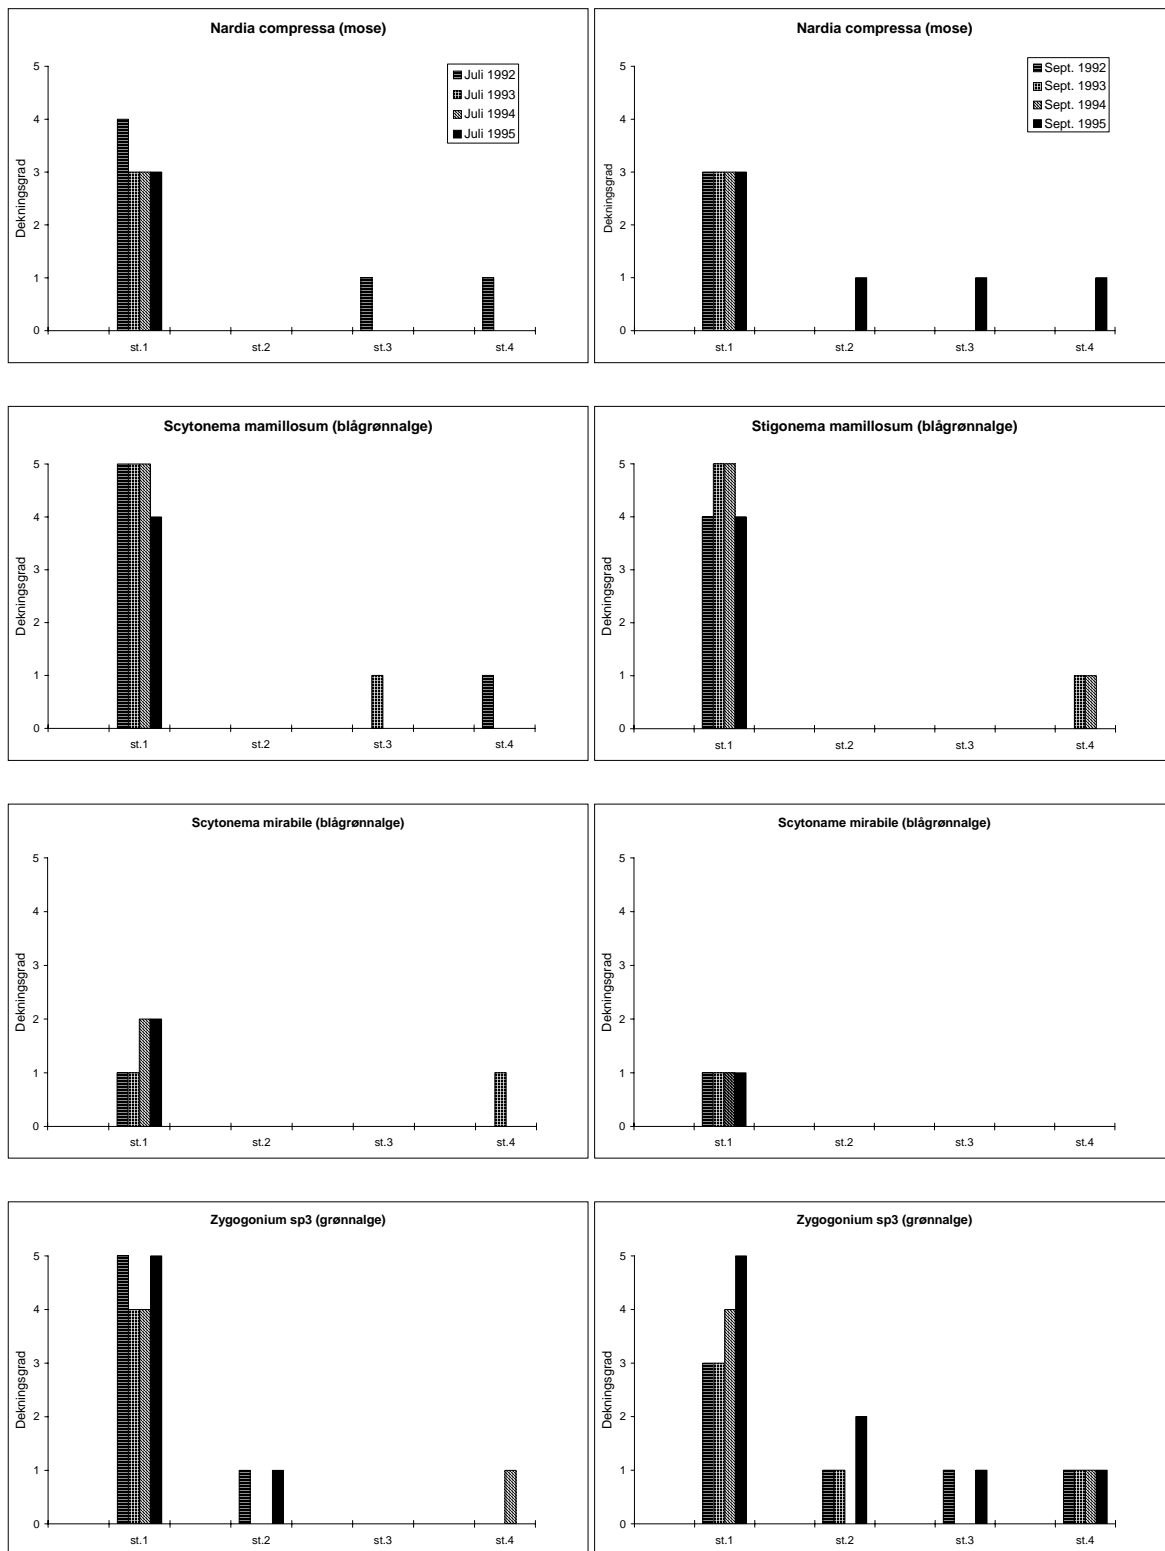 Nardia compressa (mose)
5
4
3
2
1
0
Dekningsgrad
st.1 st.2 st.3 st.4
Juli 1992
Juli 1993
Juli 1994
Juli 1995
Nardia compressa (mose)
5
4
3
2
1
0
Dekningsgrad
st.1 st.2 st.3 st.4
Sept. 1992
Sept. 1993
Sept. 1994
Sept. 1995
Scytonema mamillosum (blågrønnalge)
5
4
3
2
1
0
Dekningsgrad
st.1 st.2 st.3 st.4
Stigonema mamillosum (blågrønnalge)
5
4
3
2
1
0
Dekningsgrad
st.1 st.2 st.3 st.4
Scytonema mirabile (blågrønnalge)
5
4
3
2
1
0
Dekningsgrad
st.1 st.2 st.3 st.4
Scytoname mirabile (blågrønnalge)
5
4
3
2
1
0
Dekningsgrad
st.1 st.2 st.3 st.4
Zygogonium sp3 (grønnalge)
5
4
3
2
1
0
Dekningsgrad
st.1 st.2 st.3 st.4
Zygogonium sp3 (grønnalge)
5
4
3
2
1
0
Dekningsgrad
st.1 st.2 st.3 st.4